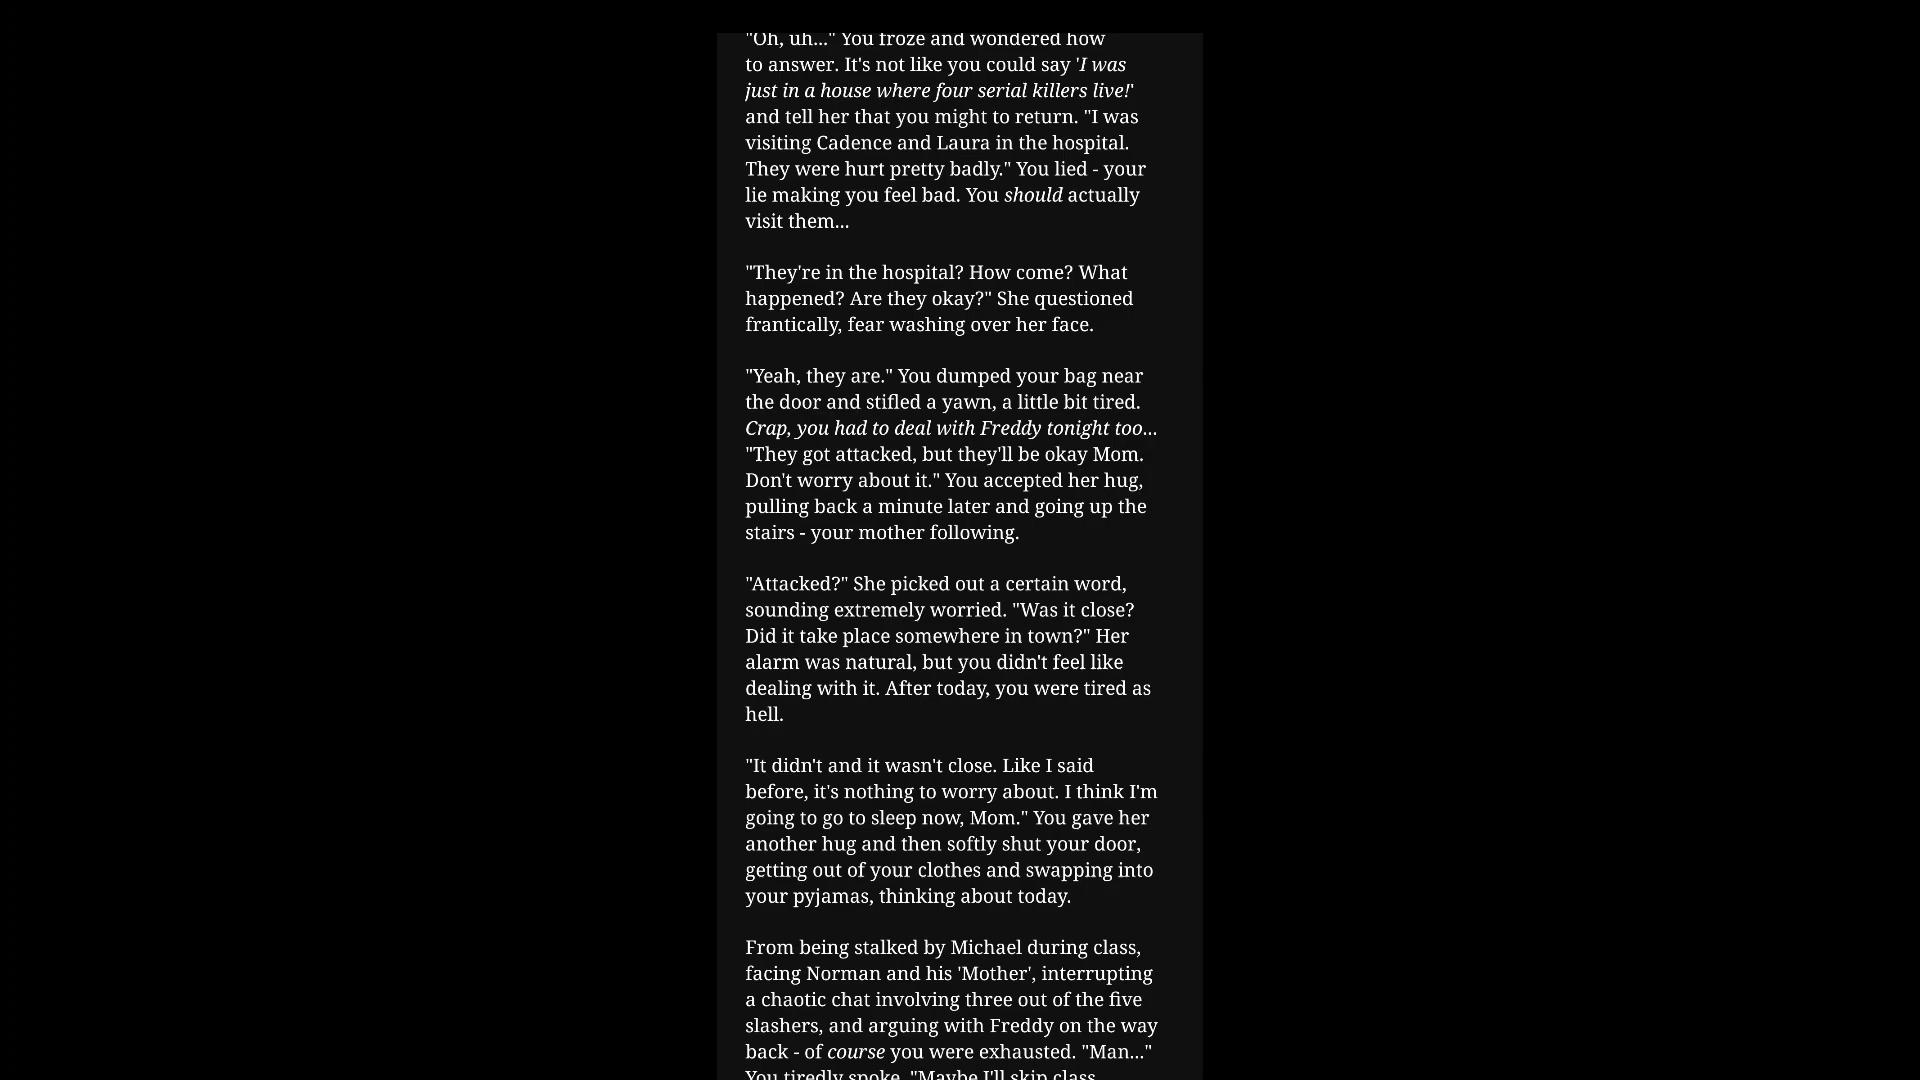 "Oh, uh..." You froze and wondered how
to answer. It's not like you could say 'I was
just in a house where four serial killers live!'
and tell her that you might to return. "I was
visiting Cadence and Laura in the hospital.
They were hurt pretty badly." You lied - your
lie making you feel bad. You should actually
visit them...
"They're in the hospital? How come? What
happened? Are they okay?" She questioned
frantically, fear washing over her face.
"Yeah, they are." You dumped your bag near
the door and stifled a yawn, a little bit tired.
Crap, you had to deal with Freddy tonight too...
"They got attacked, but they'll be okay Mom.
Don't worry about it." You accepted her hug,
pulling back a minute later and going up the
stairs - your mother following.
"Attacked?" She picked out a certain word,
sounding extremely worried. "Was it close?
Did it take place somewhere in town?" Her
alarm was natural, but you didn't feel like
dealing with it. After today, you were tired as
hell.
"It didn't and it wasn't close. Like I said
before, it's nothing to worry about. I think I'm
going to go to sleep now, Mom." You gave her
another hug and then softly shut your door,
getting out of your clothes and swapping into
your pyjamas, thinking about today.
From being stalked by Michael during class,
facing Norman and his 'Mother', interrupting
a chaotic chat involving three out of the five
slashers, and arguing with Freddy on the way
back - of course you were exhausted. "Man..."
You tiredly spoke. "Maybe I'll skip class